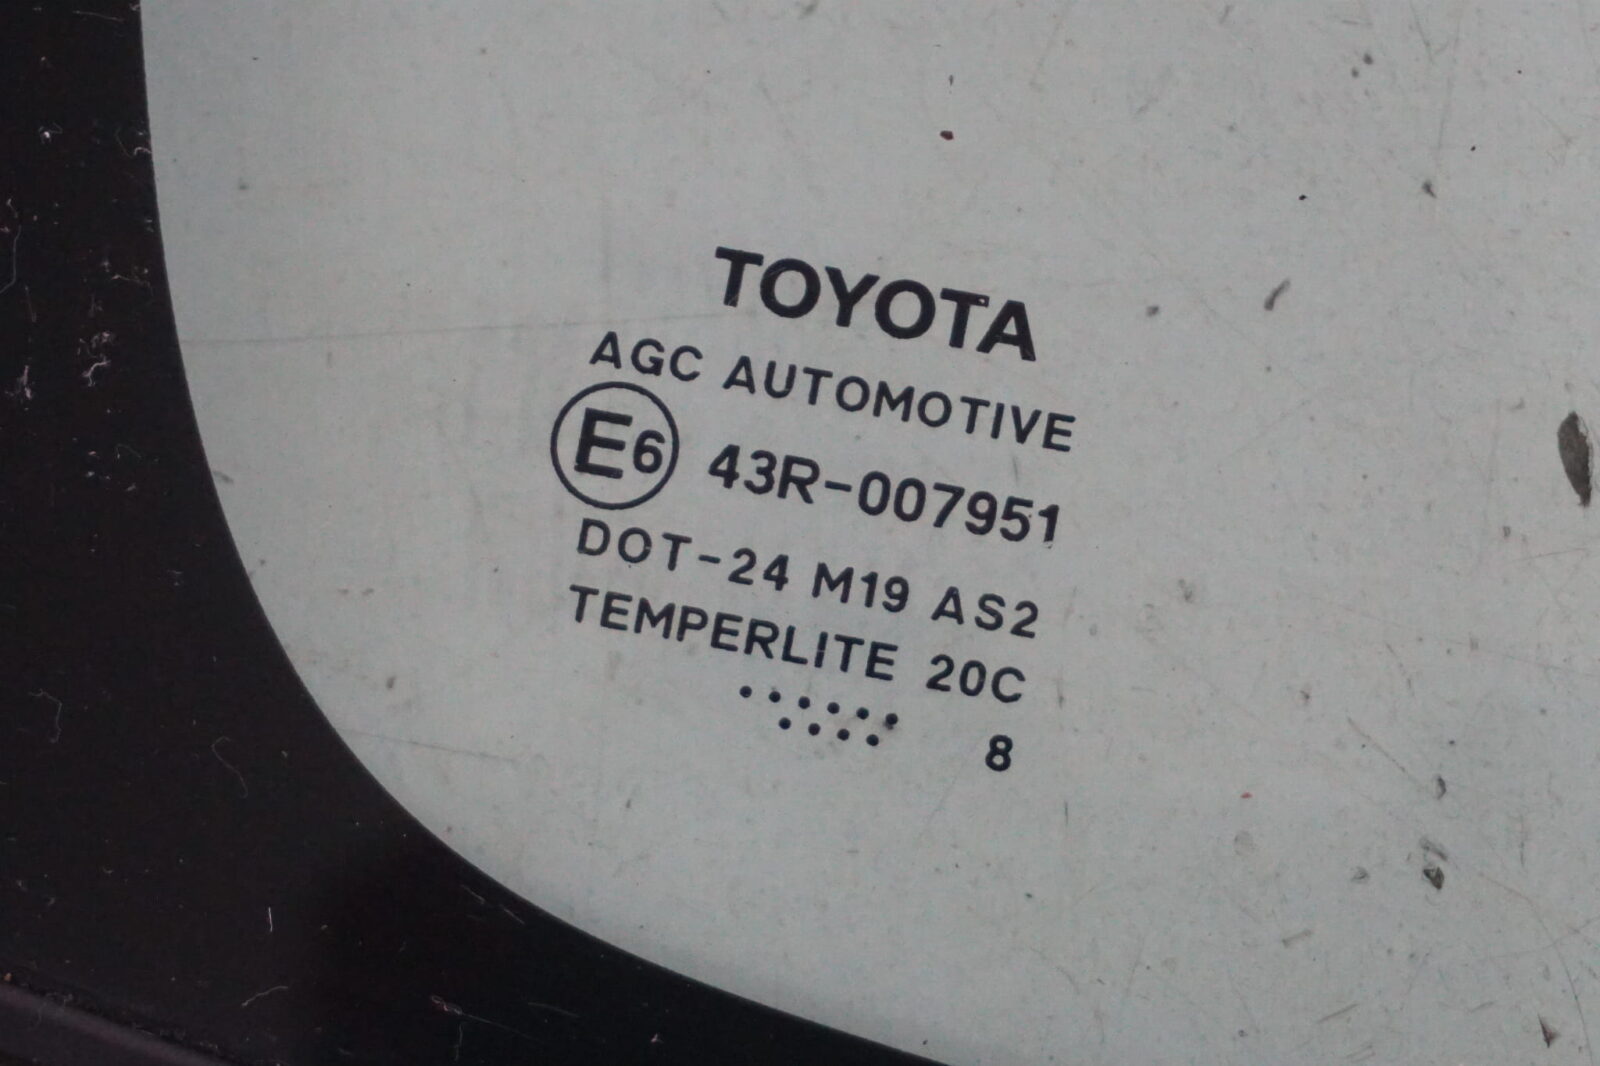 TOYOTA
AGC AUTOMOTIVE
E6 43R-007951
DOT-24 M19 AS2
TEMPERLITE 20C
8